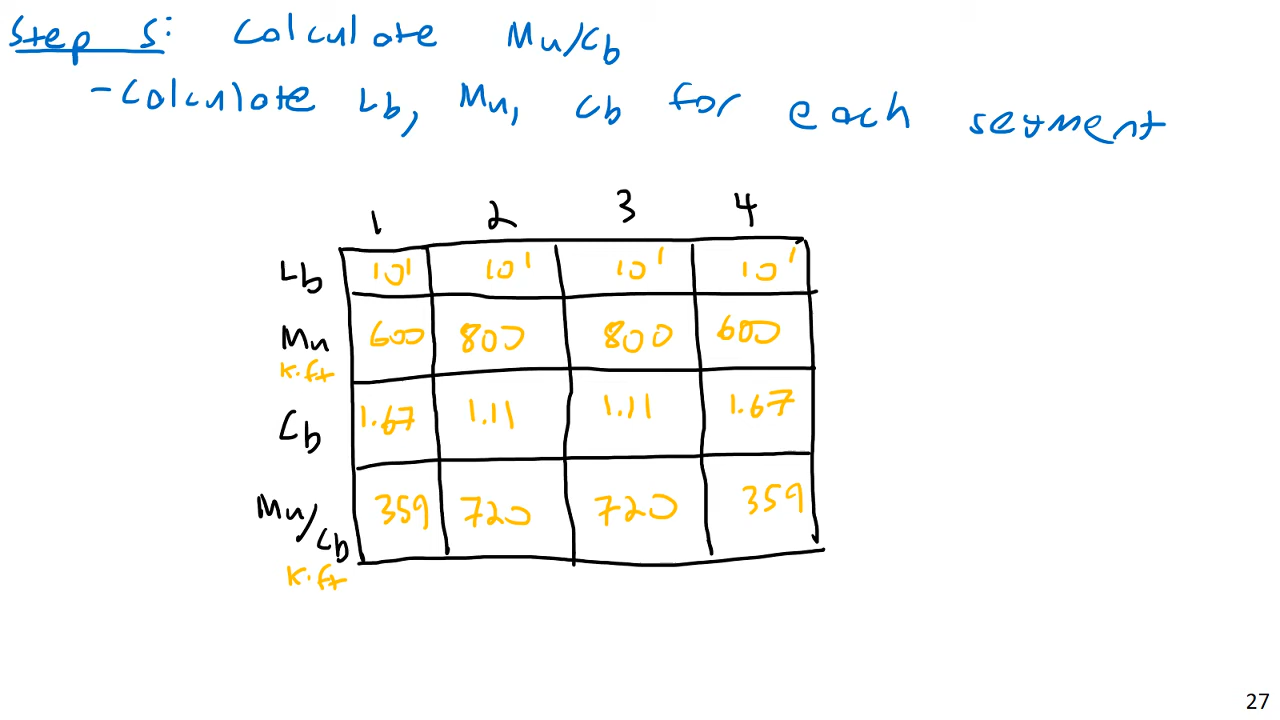 Step 5: Calculate Mu/Cb
- Calculate Lb, Mu, Cb for each segment
1 2 3 4
Lb 10' 10' 10' 10'
Mu 600 800 800 600
K.ft
Cb 1.67 1.11 1.11 1.67
Mu/Cb 359 720 720 359
K.ft
27